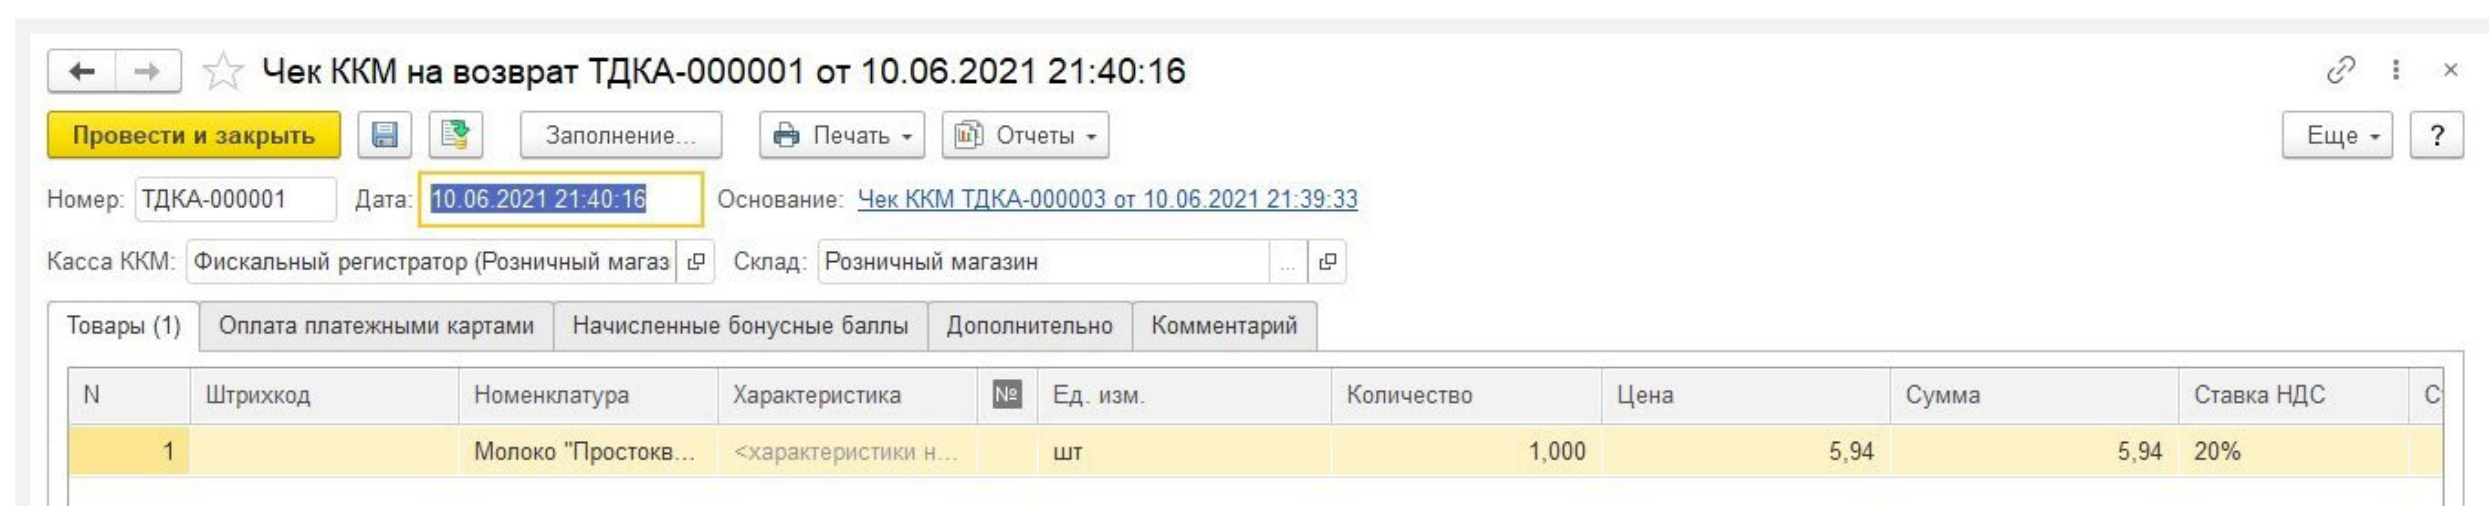 Чек ККМ на возврат ТДКА-000001 от 10.06.2021 21:40:16
Провести и закрыть Заполнение... Печать Отчеты Еще ?
Номер: ТДКА-000001 Дата: 10.06.2021 21:40:16 Основание: Чек ККМ ТДКА-000003 от 10.06.2021 21:39:33
Касса ККМ: Фискальный регистратор (Розничный магаз Склад: Розничный магазин ...
Товары (1) Оплата платежными картами Начисленные бонусные баллы Дополнительно Комментарий
N Штрихкод Номенклатура Характеристика № Ед. изм. Количество Цена Сумма Ставка НДС С
1 Молоко "Простокв... <характеристики н... шт 1,000 5,94 5,94 20%